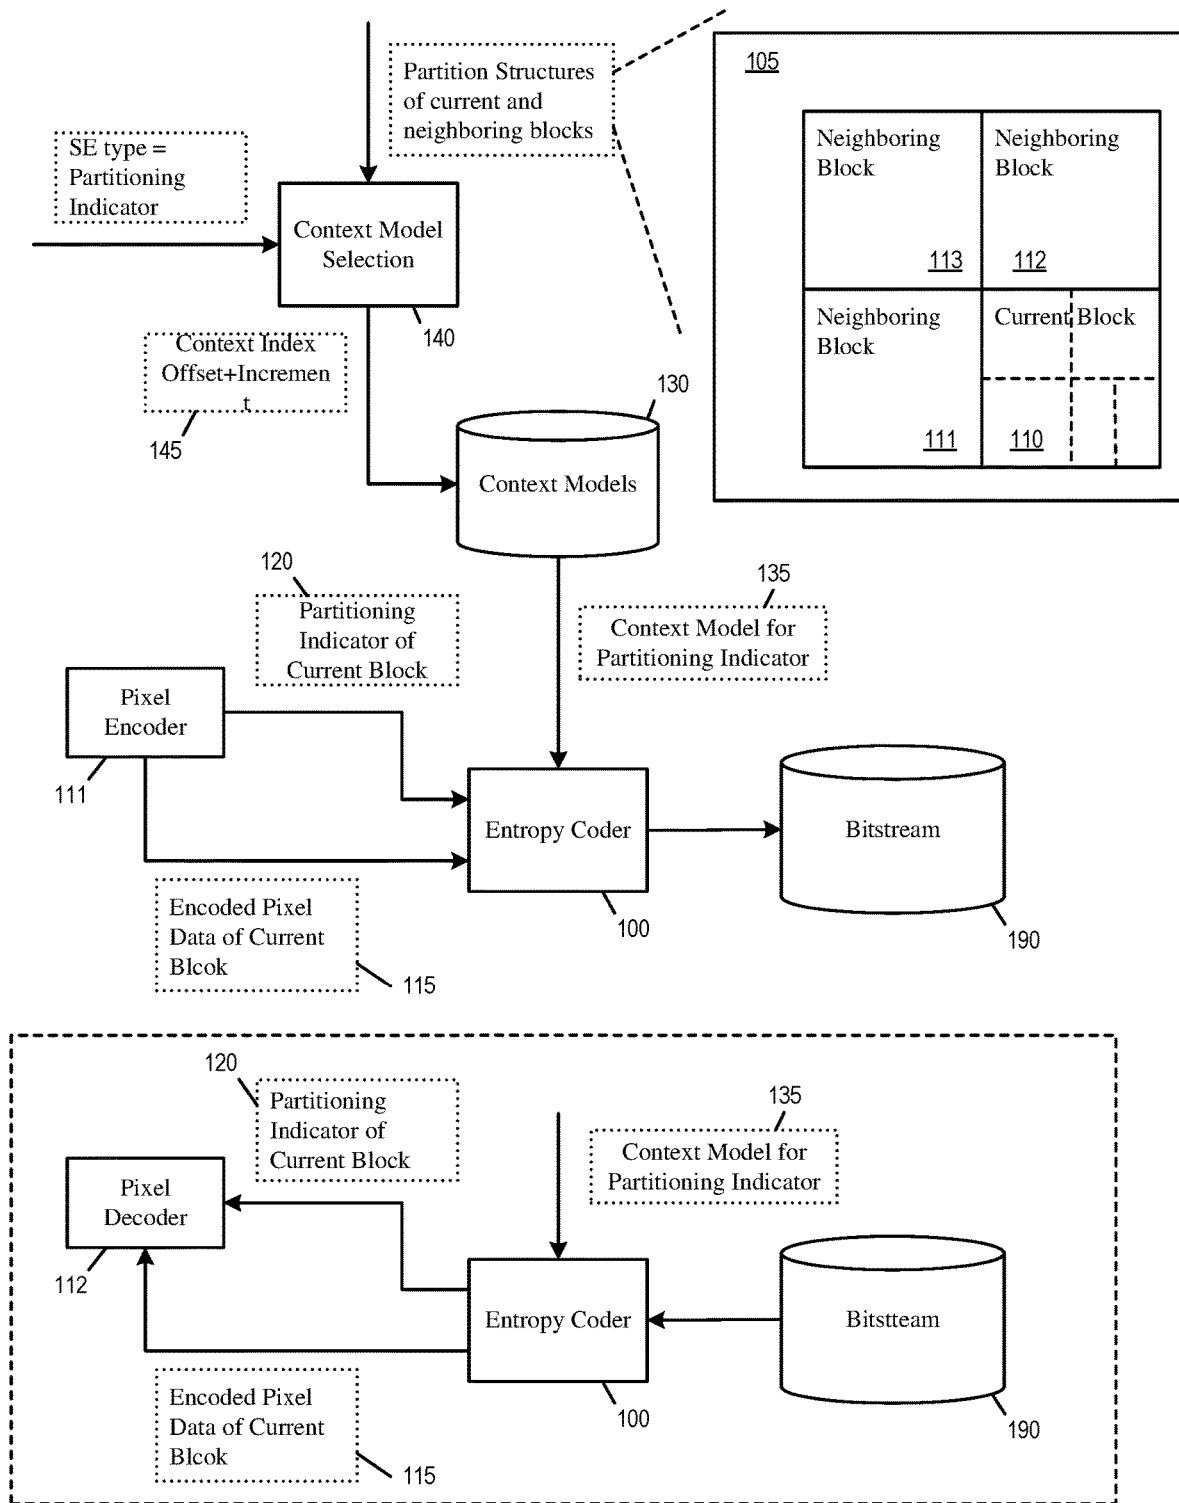 Partition Structures
of current and
neighboring blocks
105
Neighboring
Block
113
Neighboring
Block
112
Neighboring
Block
111
Current Block
110
SE type =
Partitioning
Indicator
Context Model
Selection
140
Context Index
Offset+Incremen
t
145
130
Context Models
120
Partitioning
Indicator of
Current Block
135
Context Model for
Partitioning Indicator
Pixel
Encoder
111
Entropy Coder
100
Bitstream
190
Encoded Pixel
Data of Current
Blcok
115
120
Partitioning
Indicator of
Current Block
135
Context Model for
Partitioning Indicator
Pixel
Decoder
112
Entropy Coder
100
Bitstteam
190
Encoded Pixel
Data of Current
Blcok
115